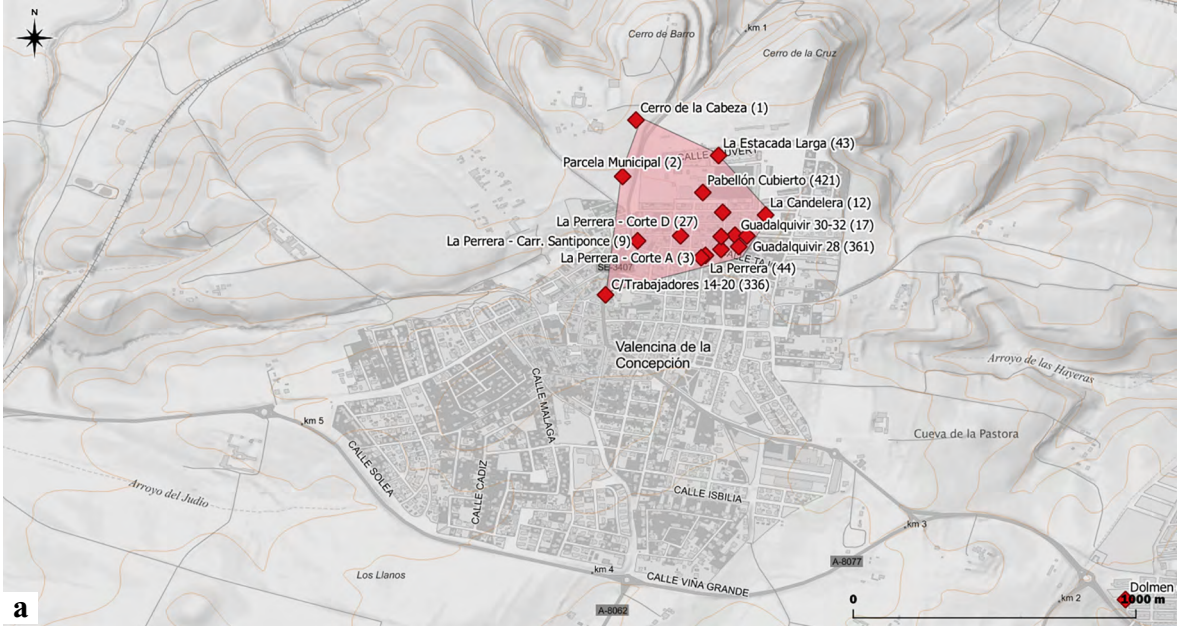 N
km 1
Cerro de Barro
Cerro de la Cruz
Cerro de la Cabeza (1)
La Estacada Larga (43)
CALLE
Parcela Municipal (2)
Pabellón Cubierto (421)
La Candelera (12)
La Perrera - Corte D (27)
Guadalquivir 30-32 (17)
La Perrera - Carr. Santiponce (9)
Guadalquivir 28 (361)
La Perrera - Corte A (3)
La Perrera (44)
SE-3407
C/Trabajadores 14-20 (336)
Valencina de la
Concepción
Arroyo de las Hayeras
CALLE MALAGA
km 5
Cueva de la Pastora
CALLE SOLEA
CALLE CADIZ
Arroyo del Judio
CALLE ISBILIA
km 3
A-8077
km 4
Los Llanos
CALLE VIÑA GRANDE
Dolmen
km 2
0
1000 m
A-8062
a